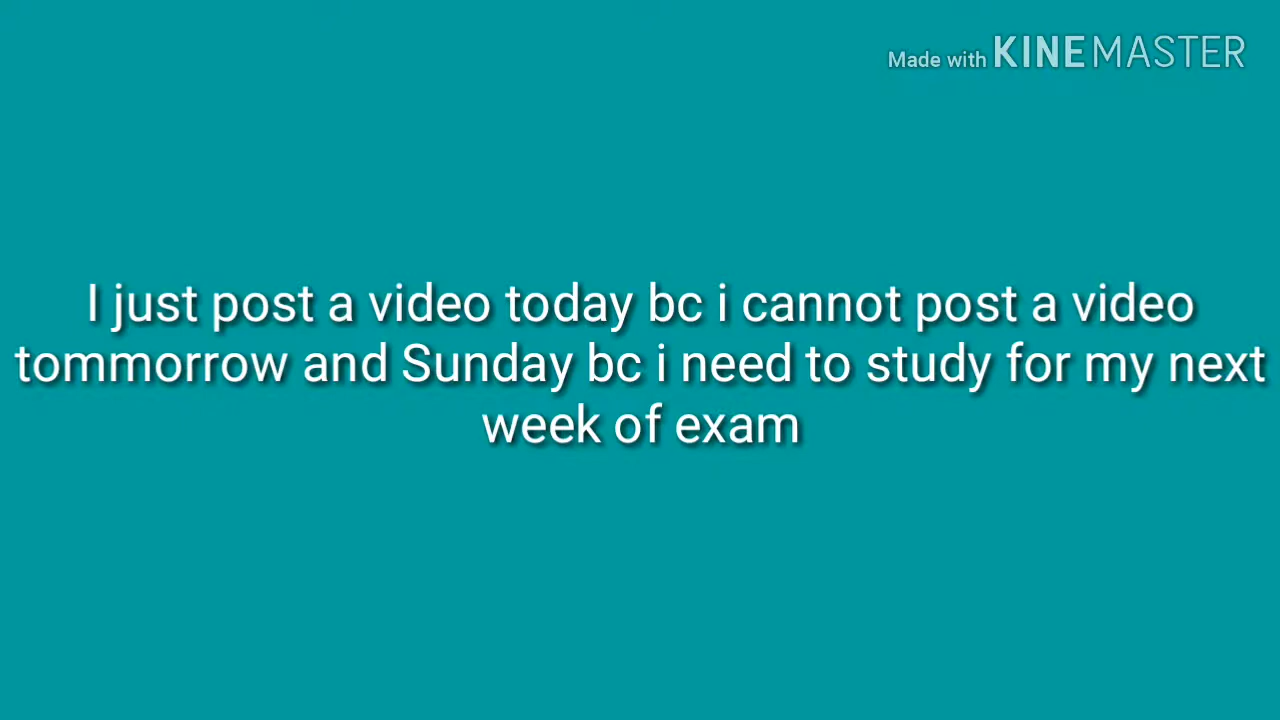 Made with KINEMASTER
I just post a video today bc i cannot post a video
tommorrow and Sunday bc i need to study for my next
week of exam